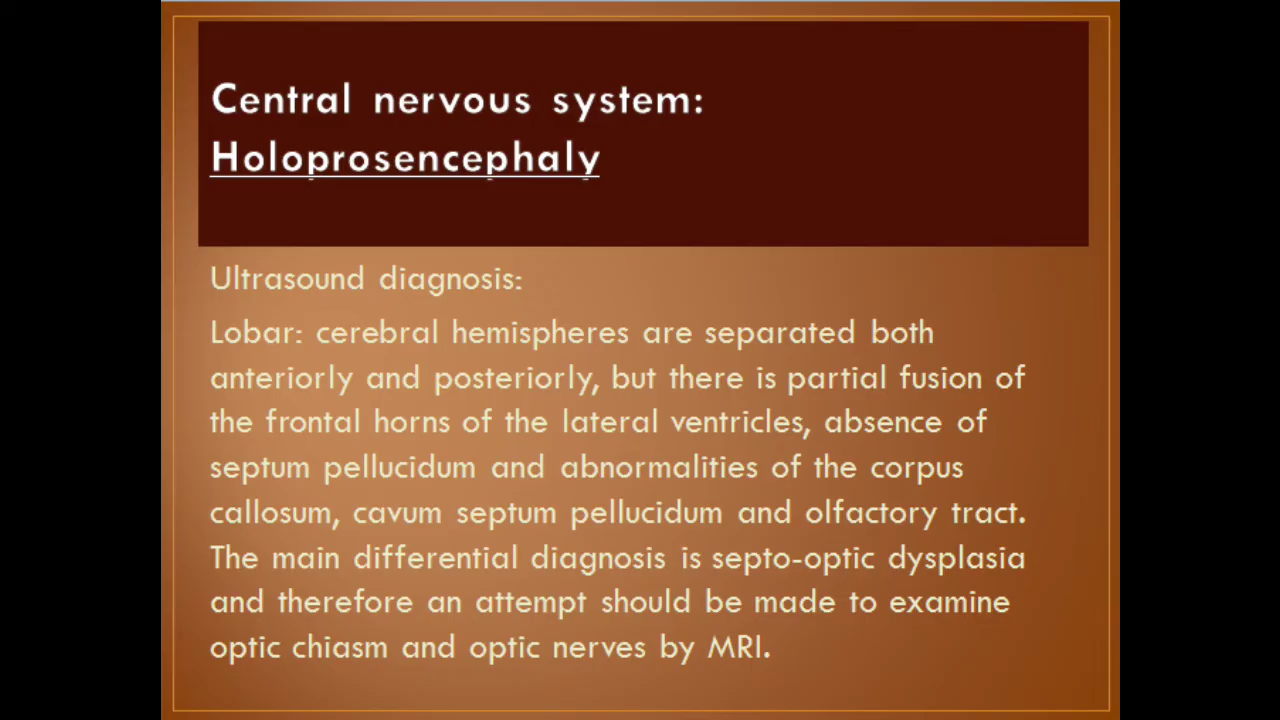 Central nervous system:
Holoprosencephaly
Ultrasound diagnosis:
Lobar: cerebral hemispheres are separated both
anteriorly and posteriorly, but there is partial fusion of
the frontal horns of the lateral ventricles, absence of
septum pellucidum and abnormalities of the corpus
callosum, cavum septum pellucidum and olfactory tract.
The main differential diagnosis is septo-optic dysplasia
and therefore an attempt should be made to examine
optic chiasm and optic nerves by MRI.